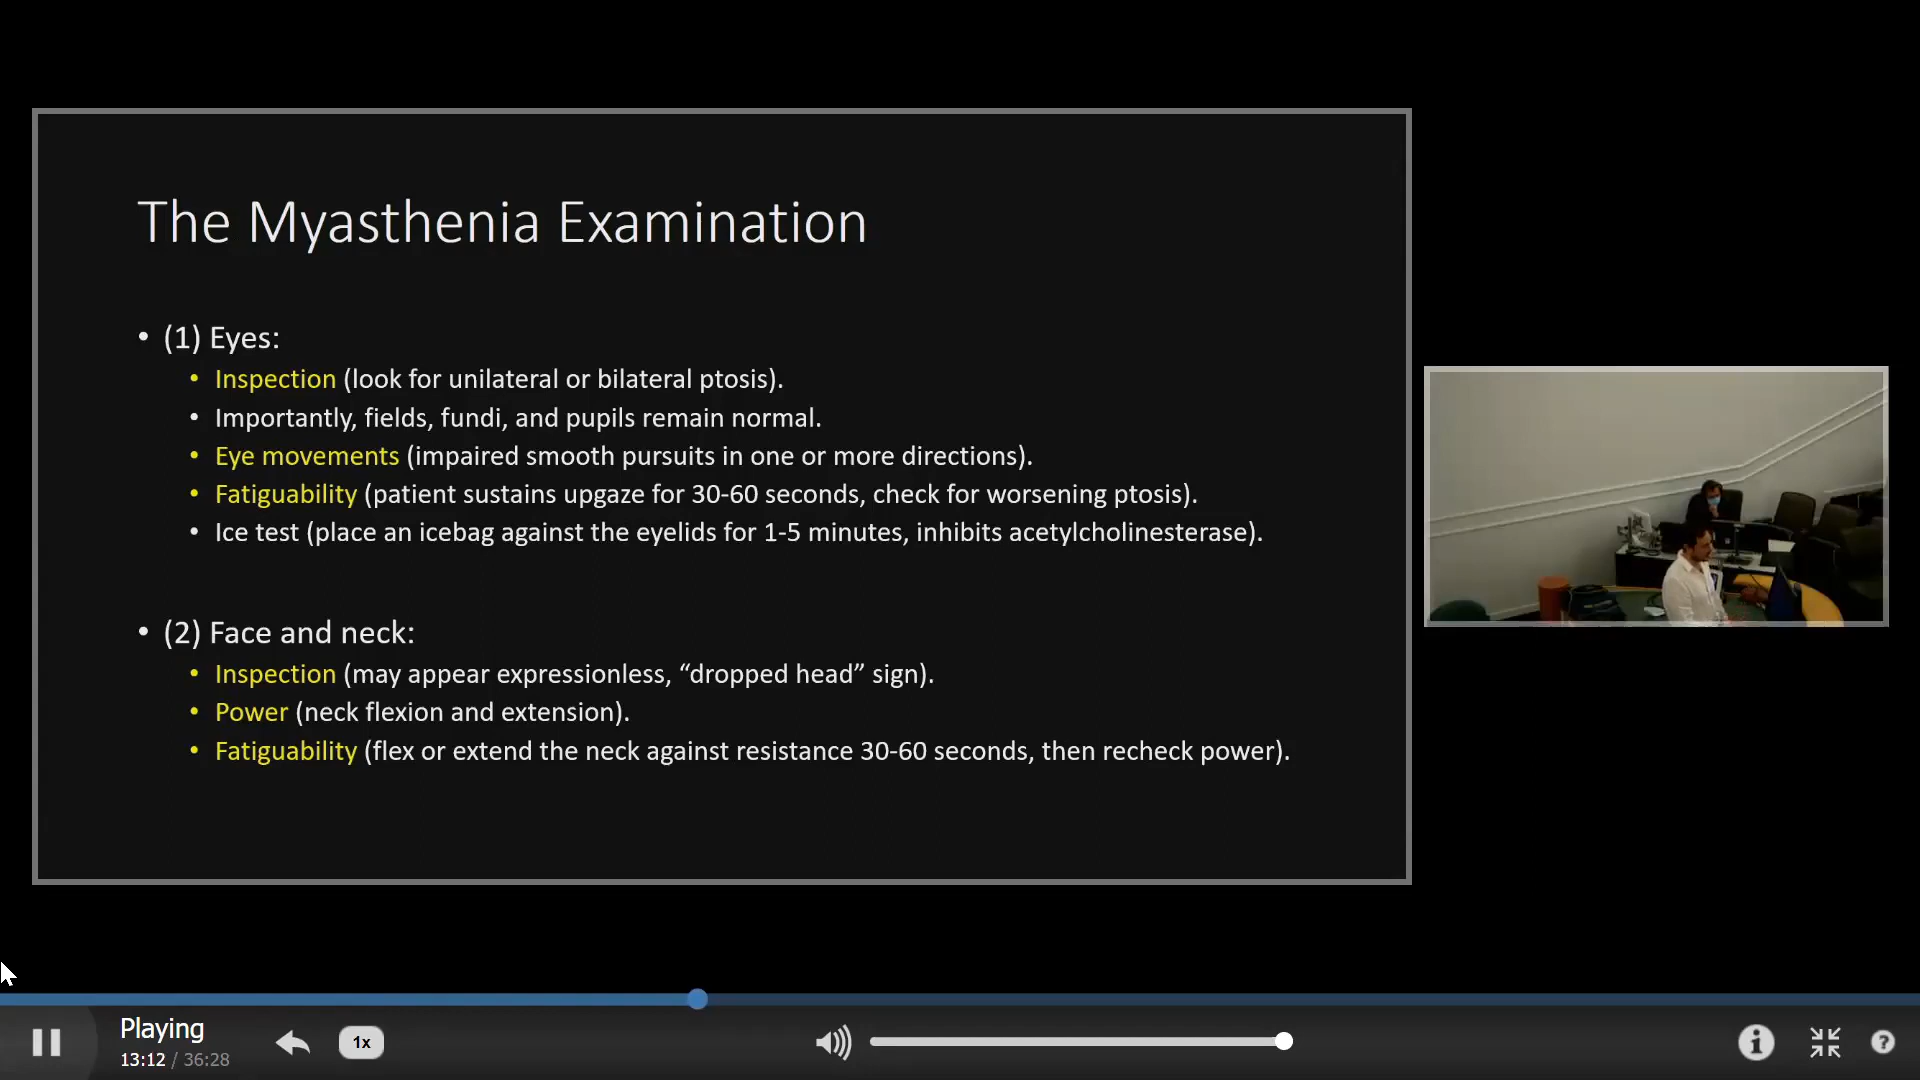 The Myasthenia Examination
• (1) Eyes:
• Inspection (look for unilateral or bilateral ptosis).
• Importantly, fields, fundi, and pupils remain normal.
• Eye movements (impaired smooth pursuits in one or more directions).
• Fatiguability (patient sustains upgaze for 30-60 seconds, check for worsening ptosis).
• Ice test (place an icebag against the eyelids for 1-5 minutes, inhibits acetylcholinesterase).
• (2) Face and neck:
• Inspection (may appear expressionless, “dropped head” sign).
• Power (neck flexion and extension).
• Fatiguability (flex or extend the neck against resistance 30-60 seconds, then recheck power).
Playing
13:12 / 36:28
1x